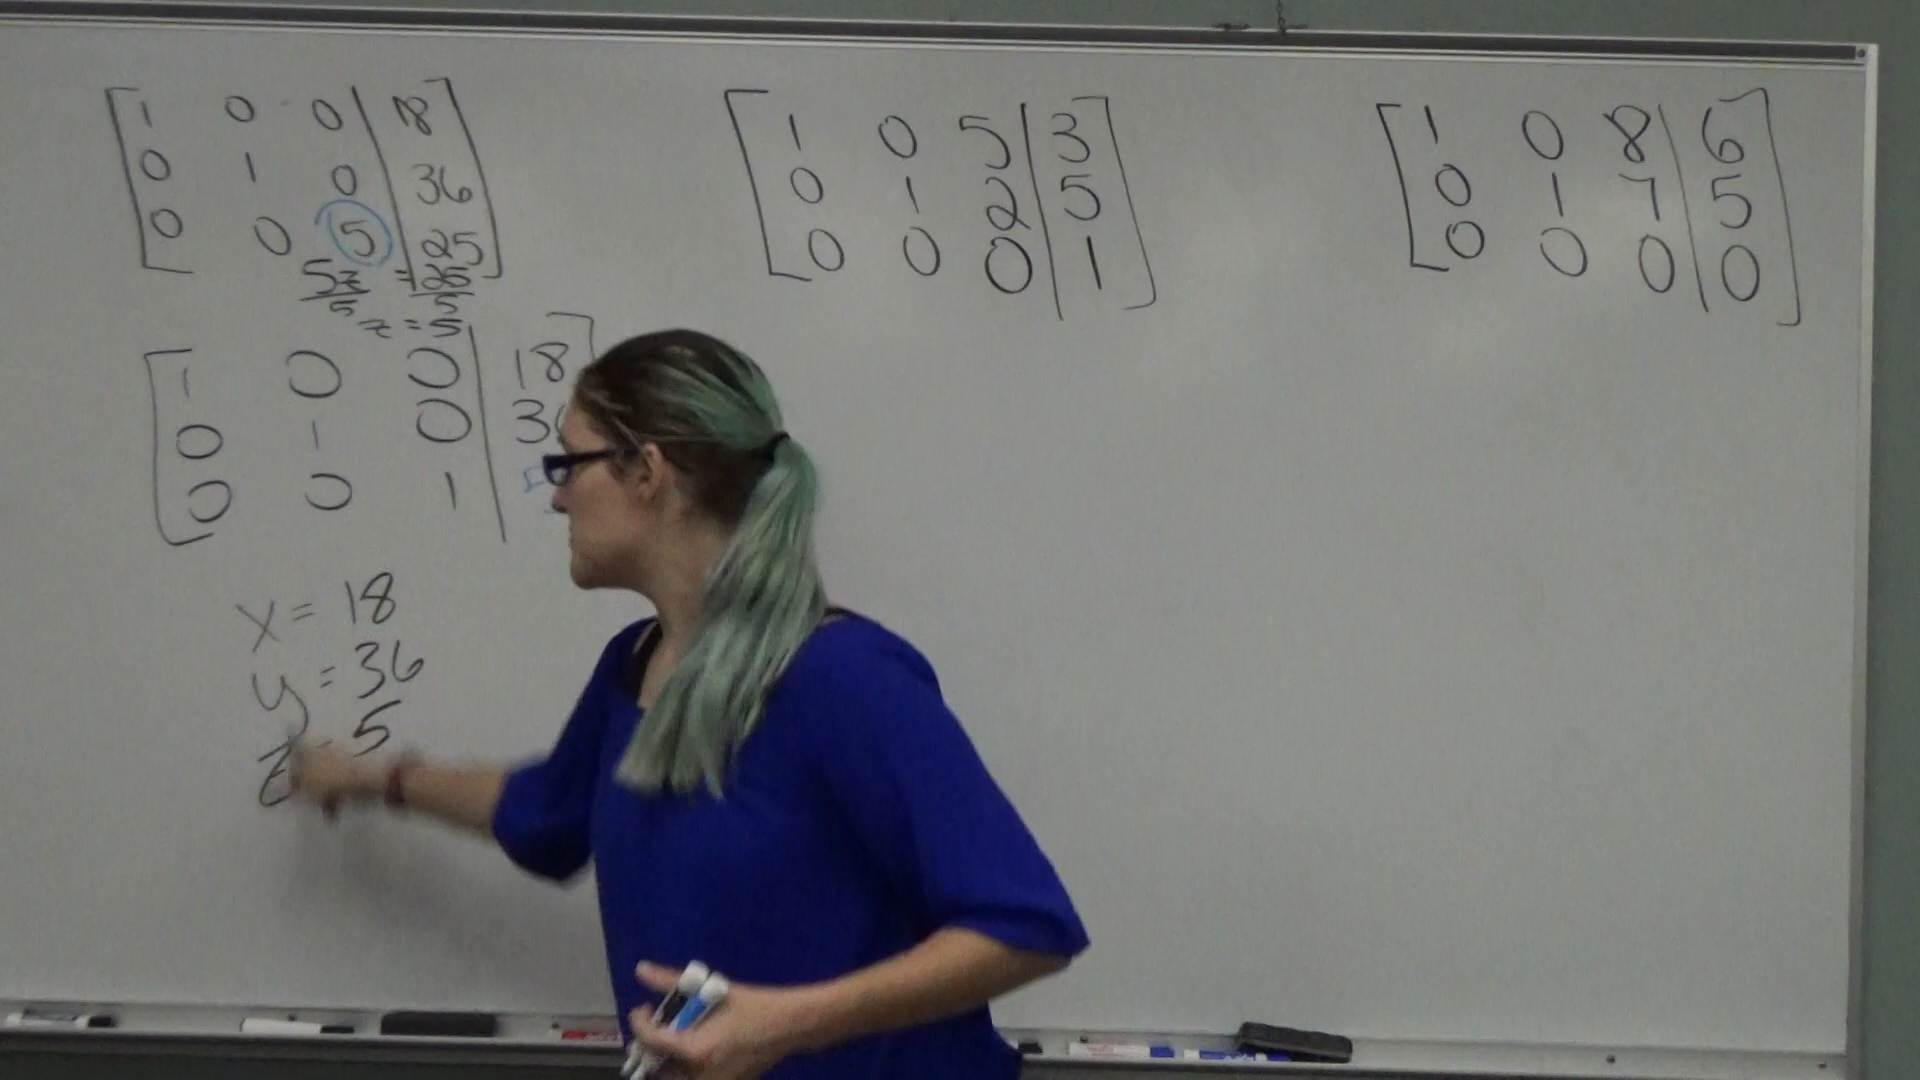 1 0 0 | 18
0 1 0 | 36
0 0 5 | 25
5z/5 = 25/5
z = 5
1 0 0 | 18
0 1 0 | 3
0 0 1 |
x = 18
y = 36
z = 5
1 0 5 | 3
0 1 2 | 5
0 0 0 | 1
1 0 8 | 6
0 1 7 | 5
0 0 0 | 0